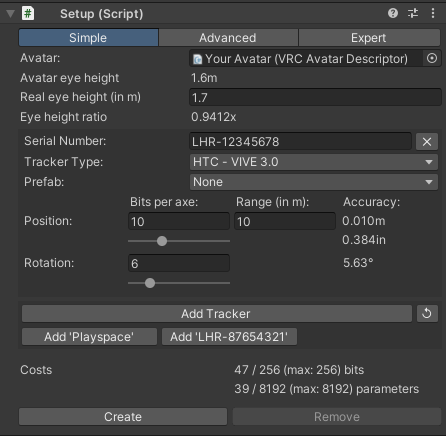 Setup (Script)
Simple Advanced Expert
Avatar: Your Avatar (VRC Avatar Descriptor)
Avatar eye height 1.6m
Real eye height (in m) 1.7
Eye height ratio 0.9412x
Serial Number: LHR-12345678
Tracker Type: HTC - VIVE 3.0
Prefab: None
Bits per axe: Range (in m): Accuracy:
Position: 10 10 0.010m
0.384in
Rotation: 6 5.63°
Add Tracker
Add 'Playspace' Add 'LHR-87654321'
Costs 47 / 256 (max: 256) bits
39 / 8192 (max: 8192) parameters
Create Remove